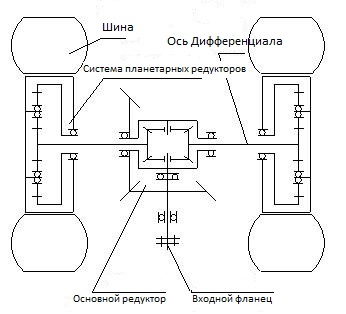 Шина
Ось Дифференциала
Система планетарных редукторов
Основной редуктор
Входной фланец